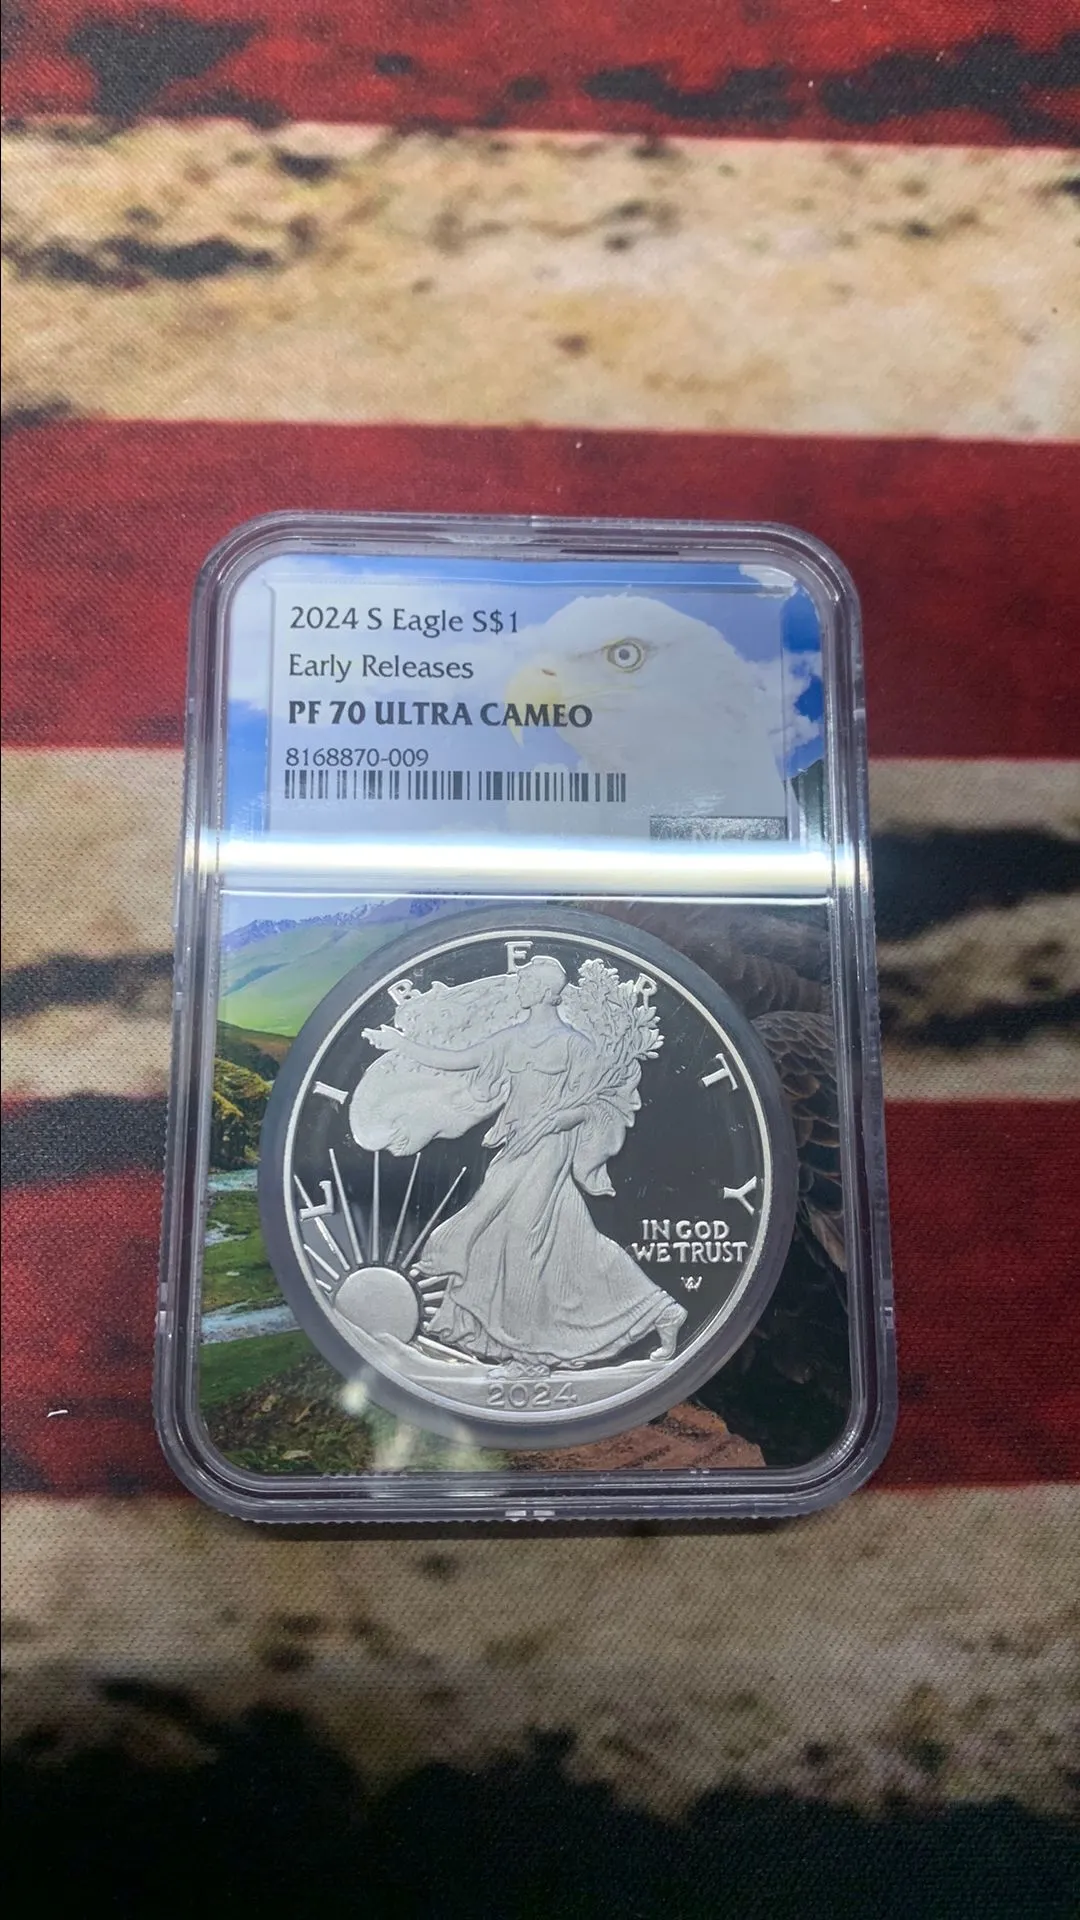 2024 S Eagle S$1
Early Releases
PF 70 ULTRA CAMEO
8168870-009
LIBERTY
IN GOD
WE TRUST
2024